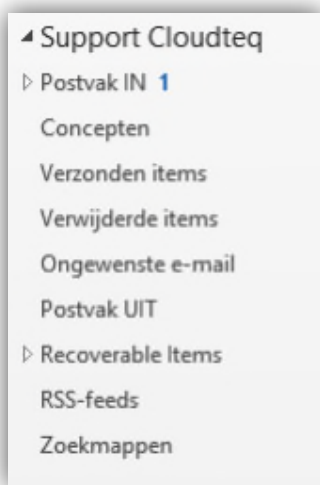 Support Cloudteq
Postvak IN 1
Concepten
Verzonden items
Verwijderde items
Ongewenste e-mail
Postvak UIT
Recoverable Items
RSS-feeds
Zoekmappen